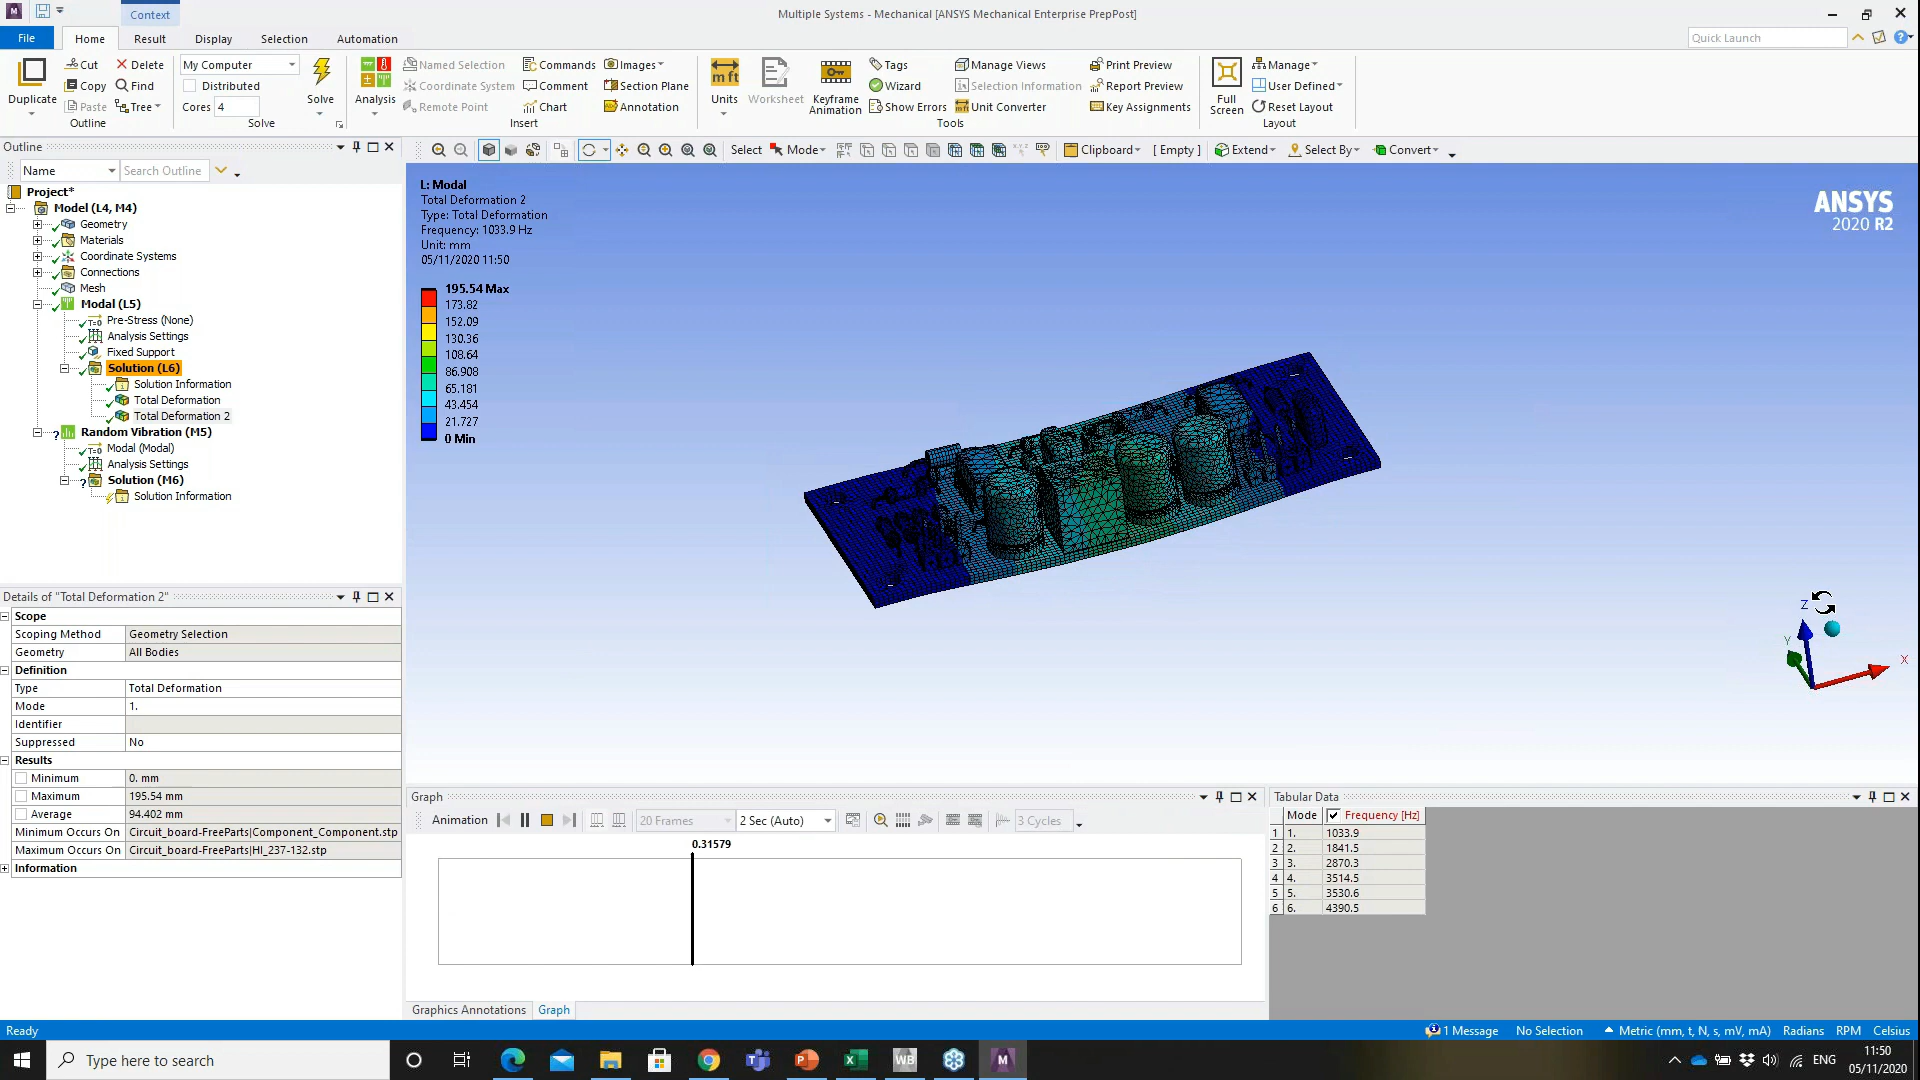 Context
Multiple Systems - Mechanical [ANSYS Mechanical Enterprise PrepPost]
File Home Result Display Selection Automation
Quick Launch
Duplicate
Cut
Copy
Paste
Delete
Find
Tree
Outline
My Computer
Distributed
Cores 4
Solve
Solve
Analysis
Named Selection
Coordinate System
Remote Point
Commands
Comment
Chart
Images
Section Plane
Annotation
Insert
Units
Worksheet
Keyframe
Animation
Tags
Wizard
Show Errors
Manage Views
Selection Information
Unit Converter
Print Preview
Report Preview
Key Assignments
Tools
Full
Screen
Manage
User Defined
Reset Layout
Layout
Outline
Name Search Outline
Select Mode Clipboard [ Empty ] Extend Select By Convert
Project*
Model (L4, M4)
Geometry
Materials
Coordinate Systems
Connections
Mesh
Modal (L5)
Pre-Stress (None)
Analysis Settings
Fixed Support
Solution (L6)
Solution Information
Total Deformation
Total Deformation 2
Random Vibration (M5)
Modal (Modal)
Analysis Settings
Solution (M6)
Solution Information
L: Modal
Total Deformation 2
Type: Total Deformation
Frequency: 1033.9 Hz
Unit: mm
05/11/2020 11:50
195.54 Max
173.82
152.09
130.36
108.64
86.908
65.181
43.454
21.727
0 Min
ANSYS
2020 R2
Z
Y
X
Details of "Total Deformation 2"
Scope
Scoping Method Geometry Selection
Geometry All Bodies
Definition
Type Total Deformation
Mode 1.
Identifier
Suppressed No
Results
Minimum 0. mm
Maximum 195.54 mm
Average 94.402 mm
Minimum Occurs On Circuit_board-FreeParts|Component_Component.stp
Maximum Occurs On Circuit_board-FreeParts|HI_237-132.stp
Information
Graph
Animation 20 Frames 2 Sec (Auto) 3 Cycles
0.31579
Graphics Annotations Graph
Tabular Data
Mode Frequency [Hz]
1 1. 1033.9
2 2. 1841.5
3 3. 2870.3
4 4. 3514.5
5 5. 3530.6
6 6. 4390.5
Ready
1 Message No Selection Metric (mm, t, N, s, mV, mA) Radians RPM Celsius
Type here to search
WB
M
ENG
11:50
05/11/2020